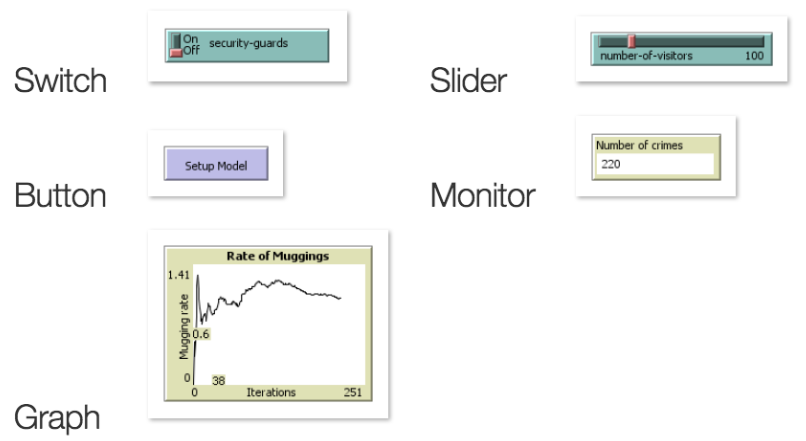 Switch
On
Off
security-guards
Slider
number-of-visitors 100
Button
Setup Model
Monitor
Number of crimes
220
Graph
Rate of Muggings
1.41
Mugging rate
0.6
0
38
0 Iterations 251